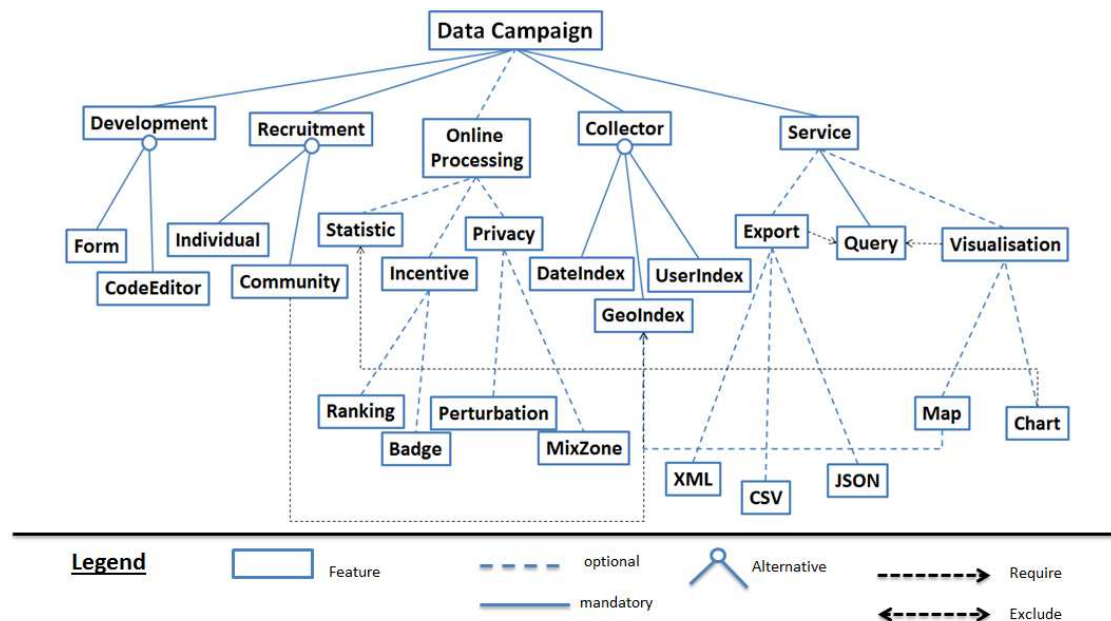 Data Campaign
Development
Recruitment
Online
Processing
Collector
Service
Form
CodeEditor
Individual
Community
Statistic
Incentive
Privacy
DateIndex
UserIndex
GeoIndex
Export
Query
Visualisation
Ranking
Badge
Perturbation
MixZone
XML
CSV
JSON
Map
Chart
Legend
Feature
optional
mandatory
Alternative
Require
Exclude